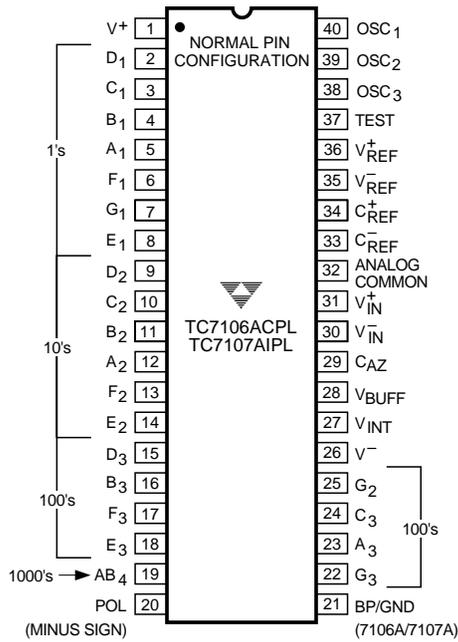 V+ 1 NORMAL PIN CONFIGURATION 40 OSC1
D1 2 39 OSC2
C1 3 38 OSC3
B1 4 37 TEST
1's A1 5 36 V+REF
F1 6 35 V−REF
G1 7 34 C+REF
E1 8 33 C−REF
D2 9 32 ANALOG COMMON
C2 10 31 V+IN
B2 11 TC7106ACPL 30 V−IN
10's A2 12 TC7107AIPL 29 CAZ
F2 13 28 VBUFF
E2 14 27 VINT
D3 15 26 V−
B3 16 25 G2
100's F3 17 24 C3 100's
E3 18 23 A3
1000's AB4 19 22 G3
POL 20 21 BP/GND
(MINUS SIGN) (7106A/7107A)